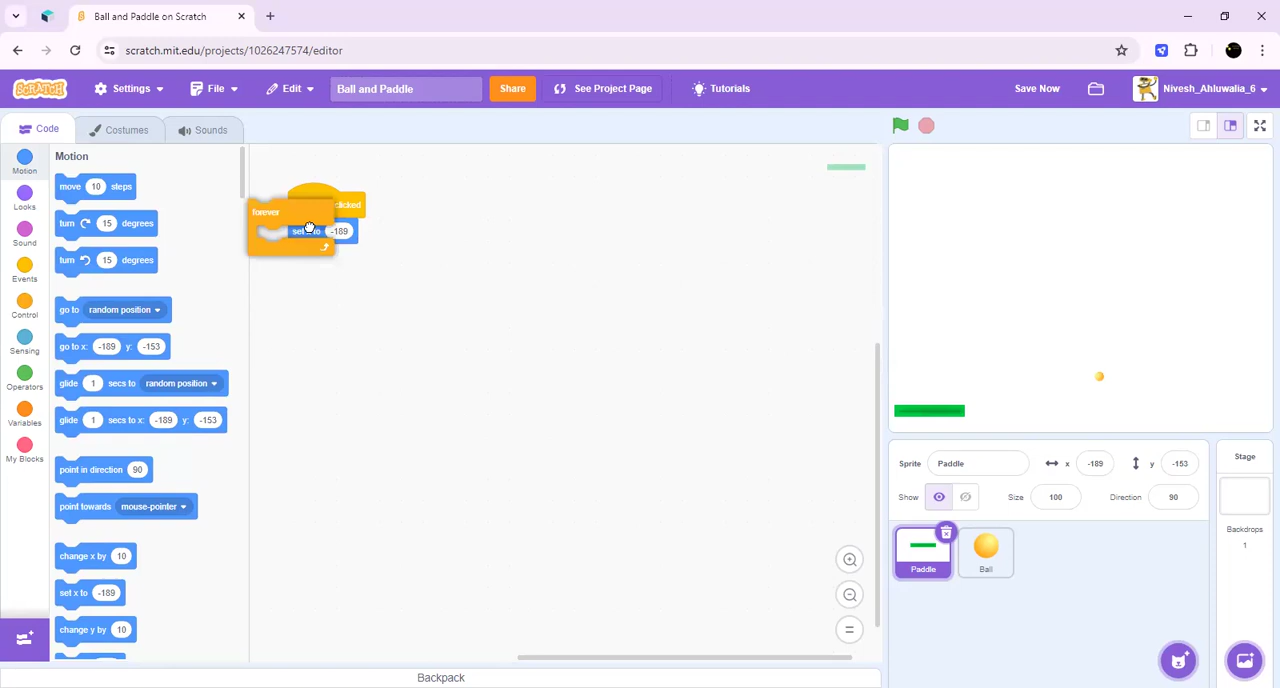 Ball and Paddle on Scratch
scratch.mit.edu/projects/1026247574/editor
SCRATCH
Settings
File
Edit
Ball and Paddle
Share
See Project Page
Tutorials
Save Now
Nivesh_Ahluwalia_6
Code
Costumes
Sounds
Motion
Looks
Sound
Events
Control
Sensing
Operators
Variables
My Blocks
Motion
move 10 steps
turn 15 degrees
turn 15 degrees
go to random position
go to x: -189 y: -153
glide 1 secs to random position
glide 1 secs to x: -189 y: -153
point in direction 90
point towards mouse-pointer
change x by 10
set x to -189
change y by 10
clicked
forever
to -189
Sprite Paddle x -189 y -153
Show Size 100 Direction 90
Paddle
Ball
Stage
Backdrops
1
Backpack